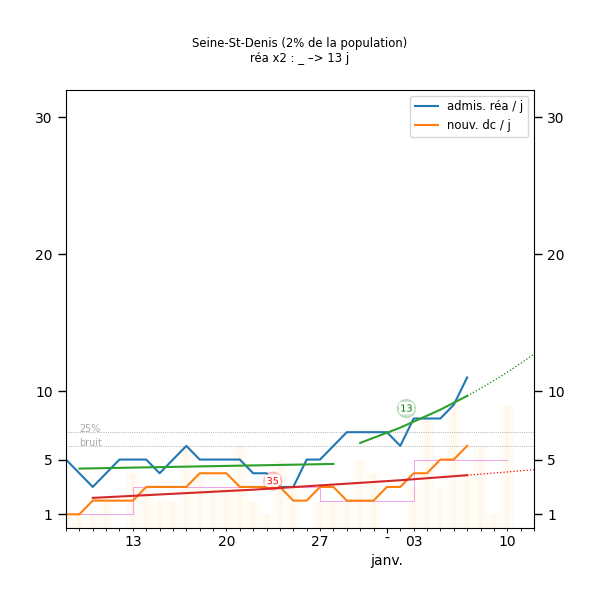 Seine-St-Denis (2% de la population)
réa x2 : _ –> 13 j
admis. réa / j
nouv. dc / j
30 30
20 20
10 10
5 5
1 1
25%
bruit
13
35
13 20 27 - 03 10
janv.